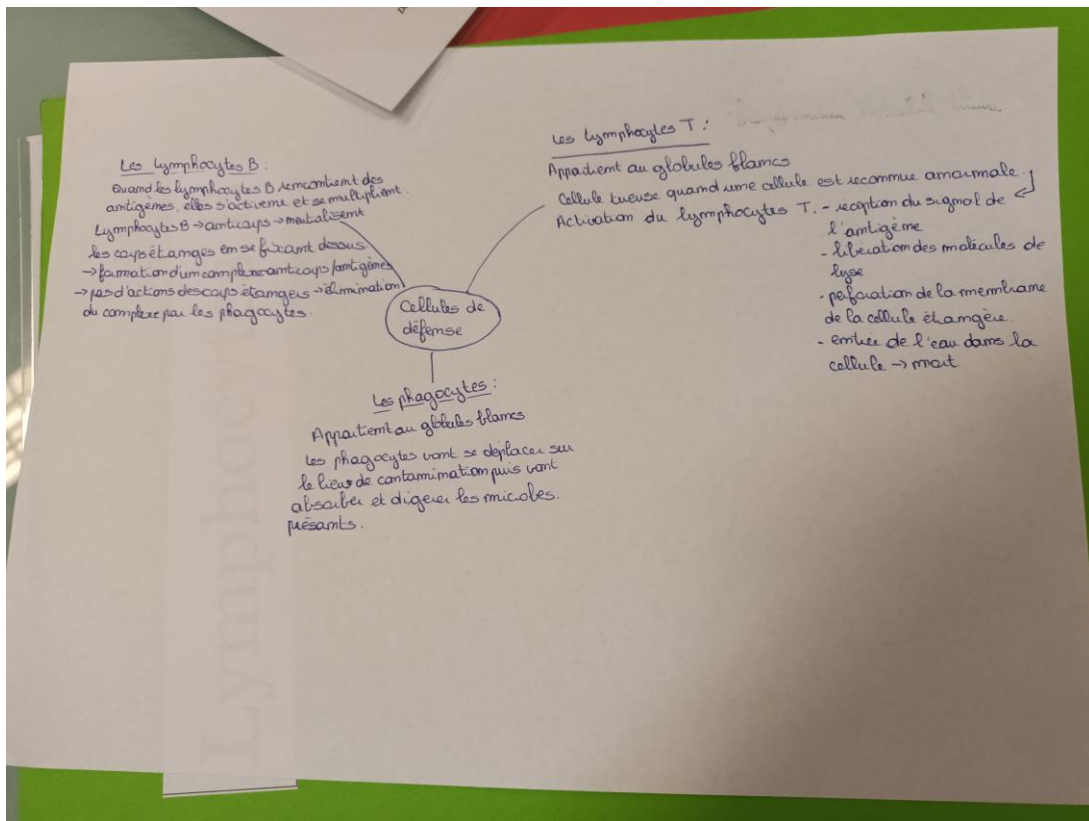 Les lymphocytes B :
Quand les lymphocytes B remcontient des
antigènes, elles s'activent et se multiplient.
Lymphocytes B → anticorps → neutralisent
les corps étranges en se fixant dessus.
→ formation d'un complexe anticorps/antigènes
→ pas d'actions des corps étrangers → élimination
du complexe par les phagocytes.
Les lymphocytes T :
Appartient au globules blancs
Cellule tueuse quand une cellule est reconnue anormale.
Activation du lymphocytes T : - réception du signal de
l'antigène
- libération des molécules de
lyse
- perforation de la membrane
de la cellule étrangère
- entrée de l'eau dans la
cellule → mort
Cellules de
défense
Les phagocytes :
Appartient au globules blancs
Les phagocytes vont se déplacer sur
le lieu de contamination puis vont
absorber et digérer les microbes
présants.
Lymphocy